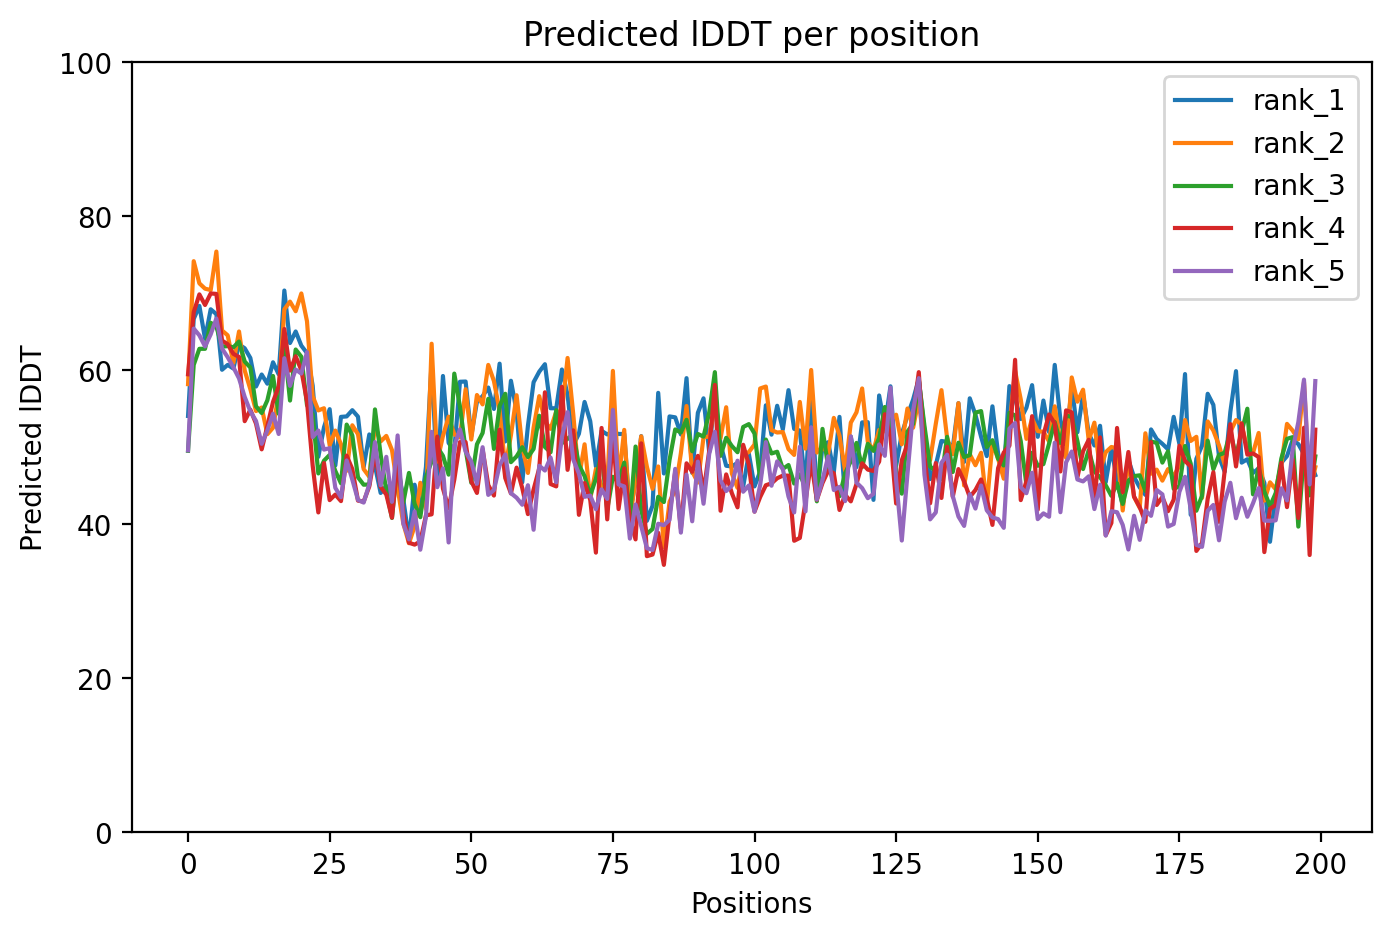 Predicted lDDT per position
100
80
60
40
20
0
Predicted lDDT
rank_1
rank_2
rank_3
rank_4
rank_5
0 25 50 75 100 125 150 175 200
Positions